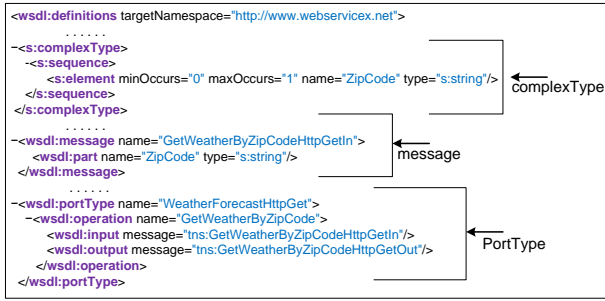 <wsdl:definitions targetNamespace="http://www.webservicex.net">
. . . . . .
−<s:complexType>
-<s:sequence>
<s:element minOccurs="0" maxOccurs="1" name="ZipCode" type="s:string"/>
</s:sequence>
</s:complexType>
complexType
. . . . . .
−<wsdl:message name="GetWeatherByZipCodeHttpGetIn">
<wsdl:part name="ZipCode" type="s:string"/>
</wsdl:message>
message
. . . . . .
−<wsdl:portType name="WeatherForecastHttpGet">
−<wsdl:operation name="GetWeatherByZipCode">
<wsdl:input message="tns:GetWeatherByZipCodeHttpGetIn"/>
<wsdl:output message="tns:GetWeatherByZipCodeHttpGetOut"/>
</wsdl:operation>
</wsdl:portType>
PortType